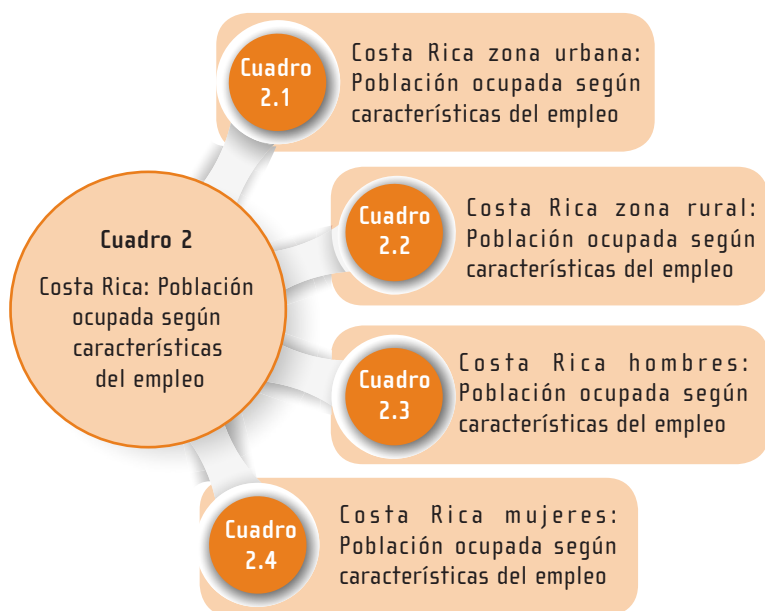 Cuadro 2
Costa Rica: Población
ocupada según
características
del empleo
Cuadro
2.1
Costa Rica zona urbana:
Población ocupada según
características del empleo
Cuadro
2.2
Costa Rica zona rural:
Población ocupada según
características del empleo
Cuadro
2.3
Costa Rica hombres:
Población ocupada según
características del empleo
Cuadro
2.4
Costa Rica mujeres:
Población ocupada según
características del empleo